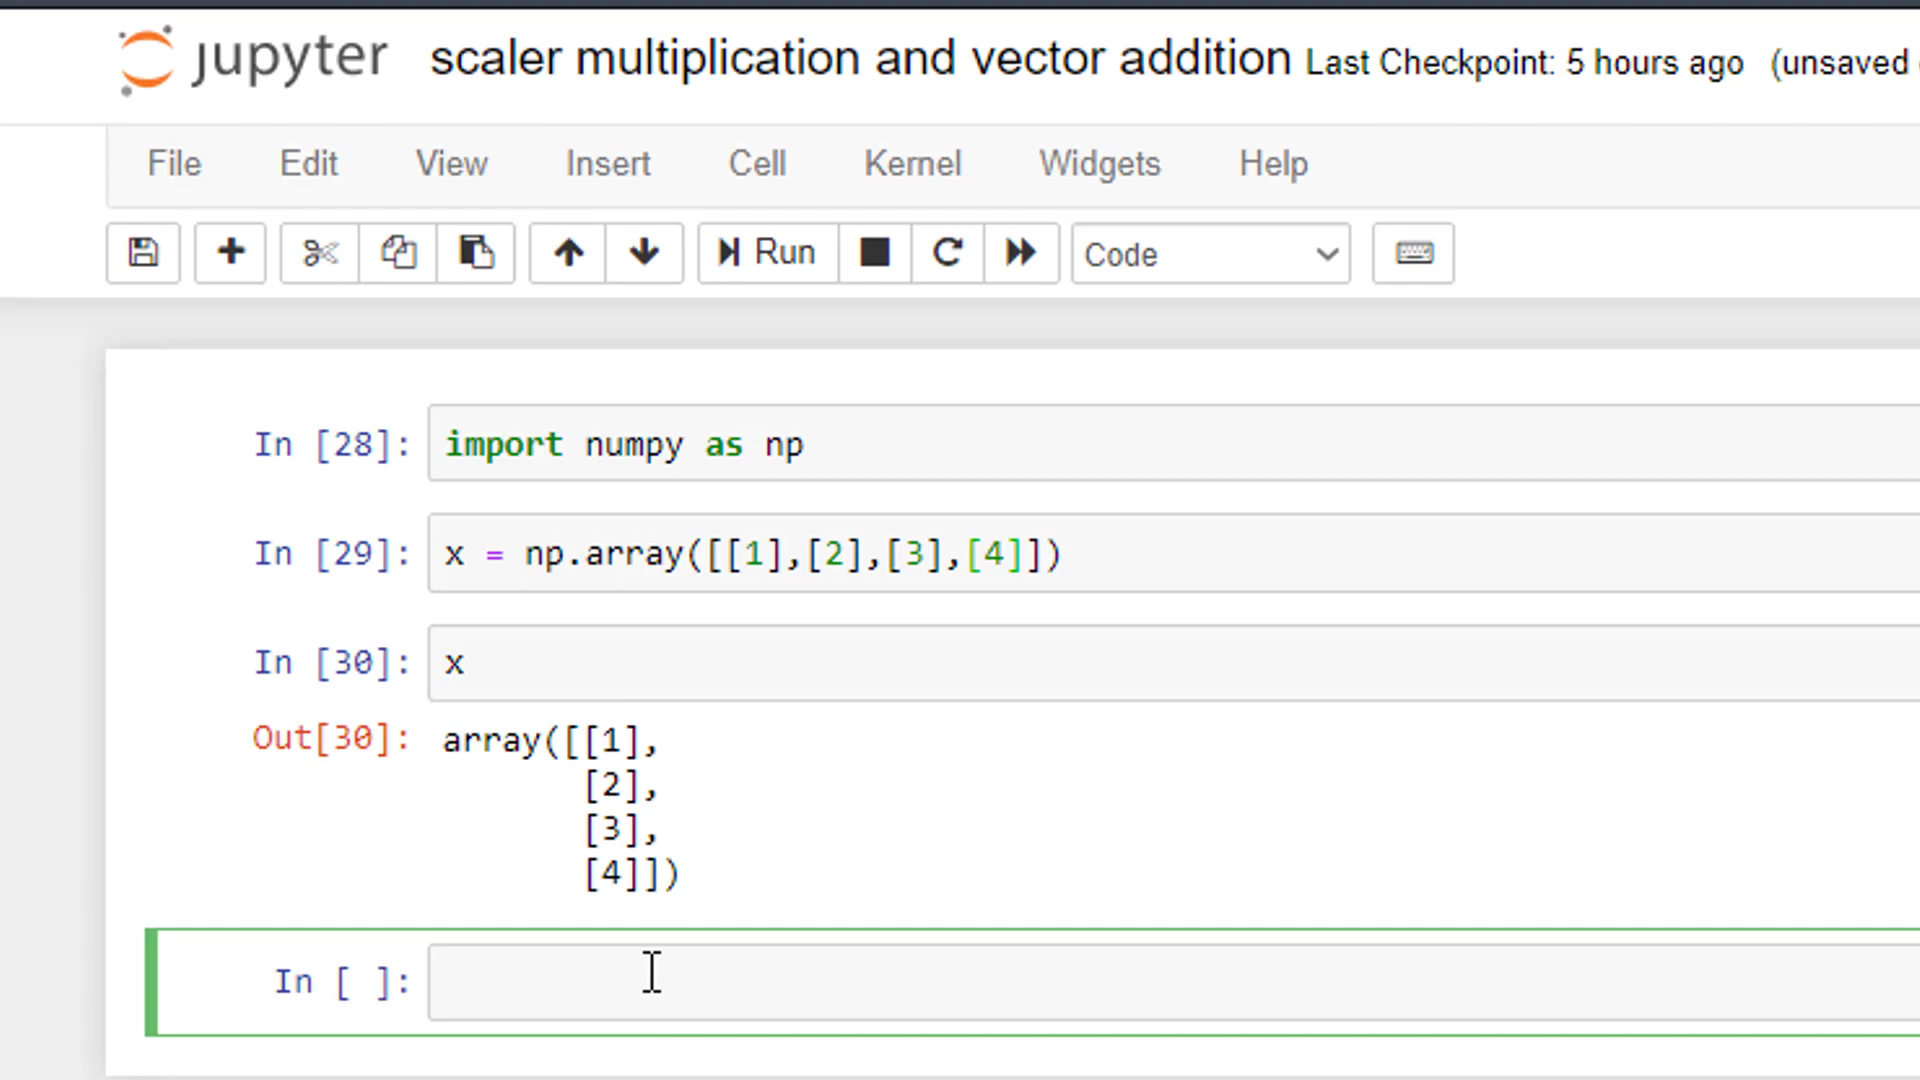 jupyter scaler multiplication and vector addition Last Checkpoint: 5 hours ago (unsaved
File Edit View Insert Cell Kernel Widgets Help
Run Code
In [28]: import numpy as np
In [29]: x = np.array([[1],[2],[3],[4]])
In [30]: x
Out[30]: array([[1],
[2],
[3],
[4]])
In [ ]: